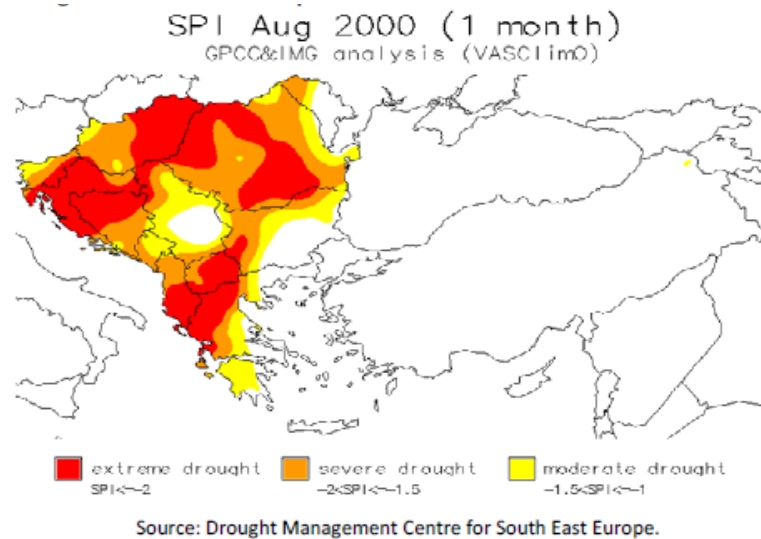 SPI Aug 2000 (1 month)
GPCC&IMG analysis (VASClimO)
extreme drought severe drought moderate drought
SPI<=-2 -2<SPI<=-1.5 -1.5<SPI<=-1
Source: Drought Management Centre for South East Europe.